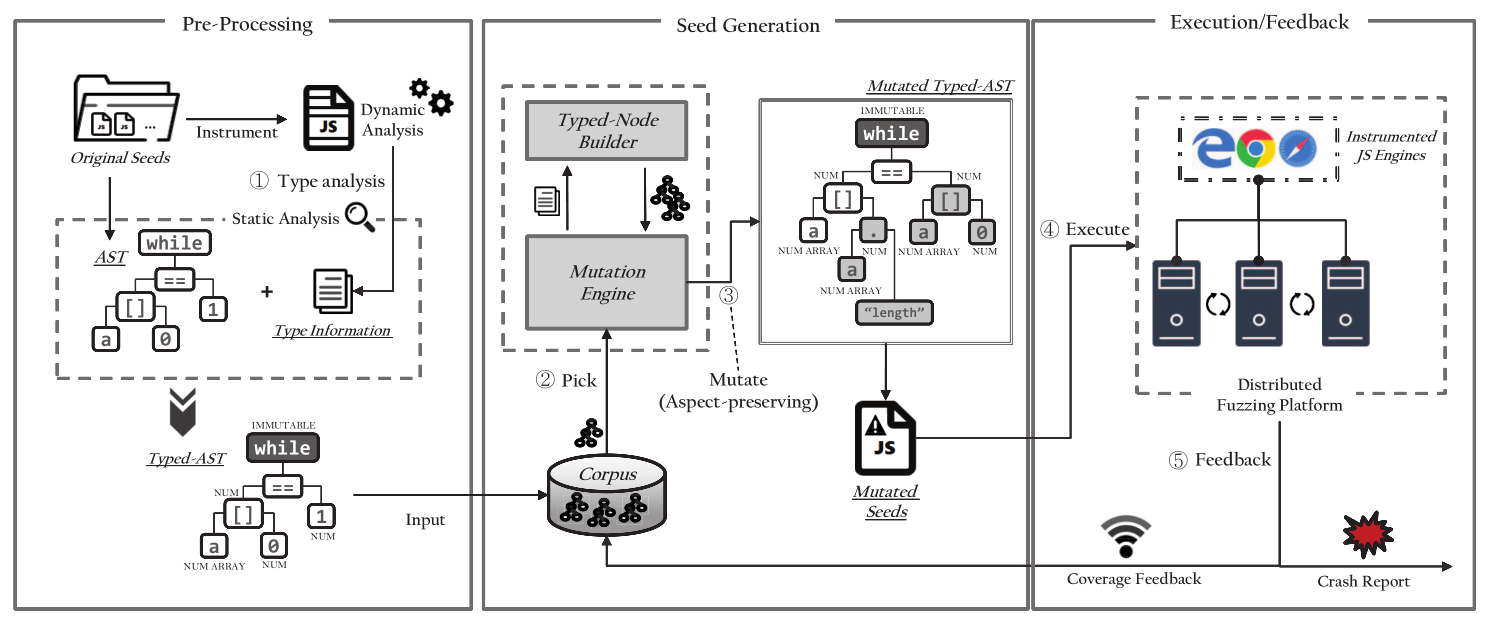 Pre-Processing
JS JS ...
Original Seeds
Instrument
JS
Dynamic
Analysis
① Type analysis
Static Analysis
AST
while
==
[]
1
a
0
+
Type Information
Typed-AST
IMMUTABLE
while
==
NUM
[]
1
NUM
a
0
NUM ARRAY
NUM
Input
Seed Generation
Typed-Node
Builder
Mutation
Engine
② Pick
Corpus
③
Mutate
(Aspect-preserving)
Mutated Typed-AST
IMMUTABLE
while
==
NUM
NUM
[]
[]
a
.
a
0
NUM ARRAY
NUM
NUM ARRAY
NUM
a
NUM ARRAY
“length”
JS
Mutated
Seeds
Execution/Feedback
Instrumented
JS Engines
④ Execute
Distributed
Fuzzing Platform
⑤ Feedback
Coverage Feedback
Crash Report